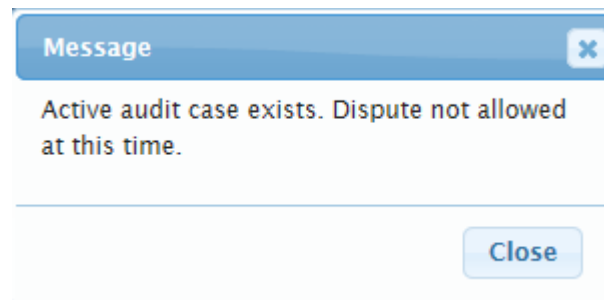 Message
Active audit case exists. Dispute not allowed
at this time.
Close